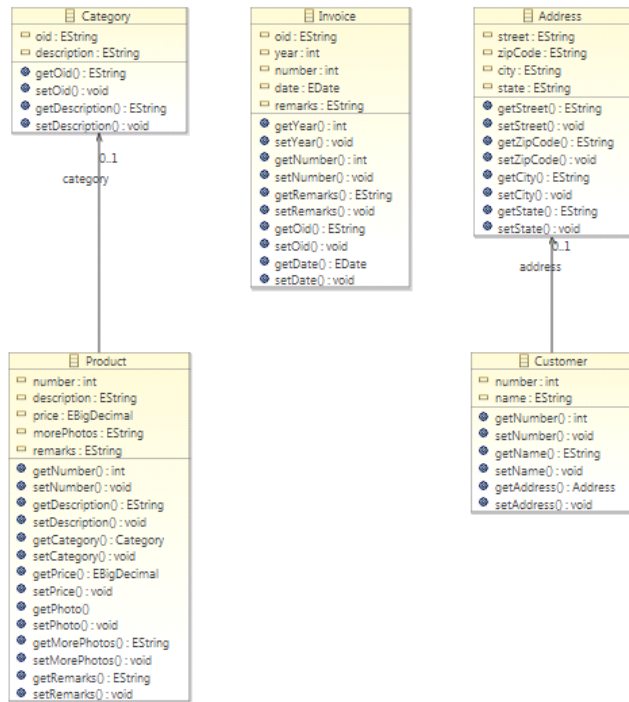 Category
oid : EString
description : EString
getOid() : EString
setOid() : void
getDescription() : EString
setDescription() : void
0..1
category
Invoice
oid : EString
year : int
number : int
date : EDate
remarks : EString
getYear() : int
setYear() : void
getNumber() : int
setNumber() : void
getRemarks() : EString
setRemarks() : void
getOid() : EString
setOid() : void
getDate() : EDate
setDate() : void
Address
street : EString
zipCode : EString
city : EString
state : EString
getStreet() : EString
setStreet() : void
getZipCode() : EString
setZipCode() : void
getCity() : EString
setCity() : void
getState() : EString
setState() : void
0..1
address
Product
number : int
description : EString
price : EBigDecimal
morePhotos : EString
remarks : EString
getNumber() : int
setNumber() : void
getDescription() : EString
setDescription() : void
getCategory() : Category
setCategory() : void
getPrice() : EBigDecimal
setPrice() : void
getPhoto()
setPhoto() : void
getMorePhotos() : EString
setMorePhotos() : void
getRemarks() : EString
setRemarks() : void
Customer
number : int
name : EString
getNumber() : int
setNumber() : void
getName() : EString
setName() : void
getAddress() : Address
setAddress() : void